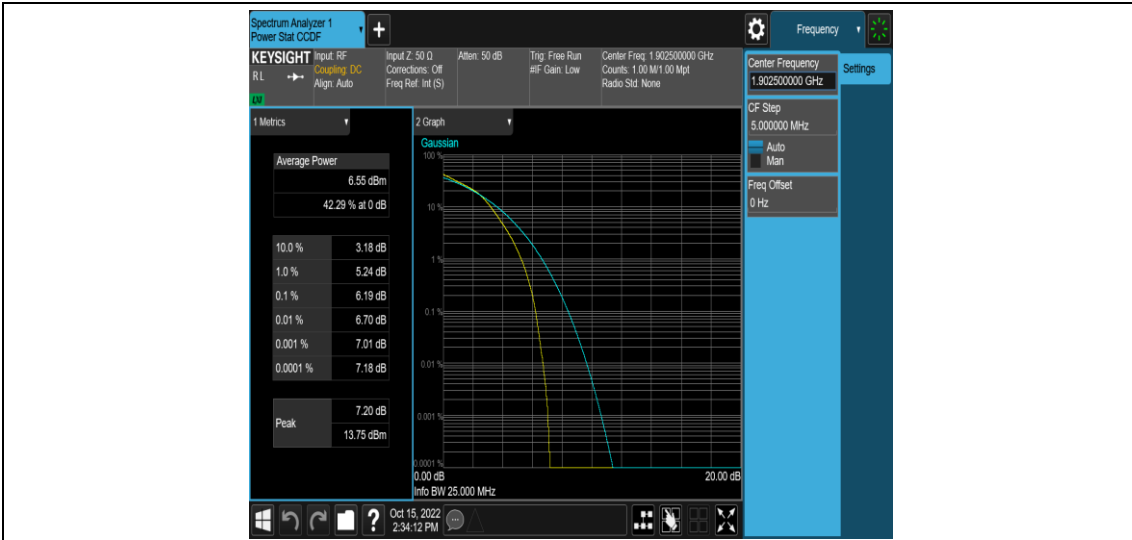 Spectrum Analyzer 1
Power Stat CCDF
+
Frequency
KEYSIGHT
Input: RF
Input Z: 50 Ω
Atten: 50 dB
Trig: Free Run
Center Freq: 1.902500000 GHz
RL
Coupling: DC
Corrections: Off
#IF Gain: Low
Counts: 1.00 M/1.00 Mpt
Align: Auto
Freq Ref: Int (S)
Radio Std: None
LXI
Center Frequency
1.902500000 GHz
Settings
CF Step
5.000000 MHz
Auto
Man
Freq Offset
0 Hz
1 Metrics
Average Power
6.55 dBm
42.29 % at 0 dB
10.0 % 3.18 dB
1.0 % 5.24 dB
0.1 % 6.19 dB
0.01 % 6.70 dB
0.001 % 7.01 dB
0.0001 % 7.18 dB
Peak
7.20 dB
13.75 dBm
2 Graph
Gaussian
100 %
10 %
1 %
0.1 %
0.01 %
0.001 %
0.0001 %
0.00 dB
20.00 dB
Info BW 25.000 MHz
?
Oct 15, 2022
2:34:12 PM